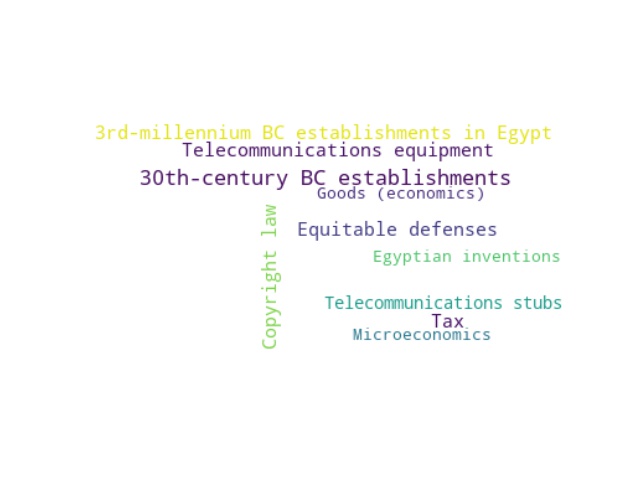 3rd-millennium BC establishments in Egypt
Telecommunications equipment
30th-century BC establishments
Goods (economics)
Copyright law
Equitable defenses
Egyptian inventions
Telecommunications stubs
Tax
Microeconomics